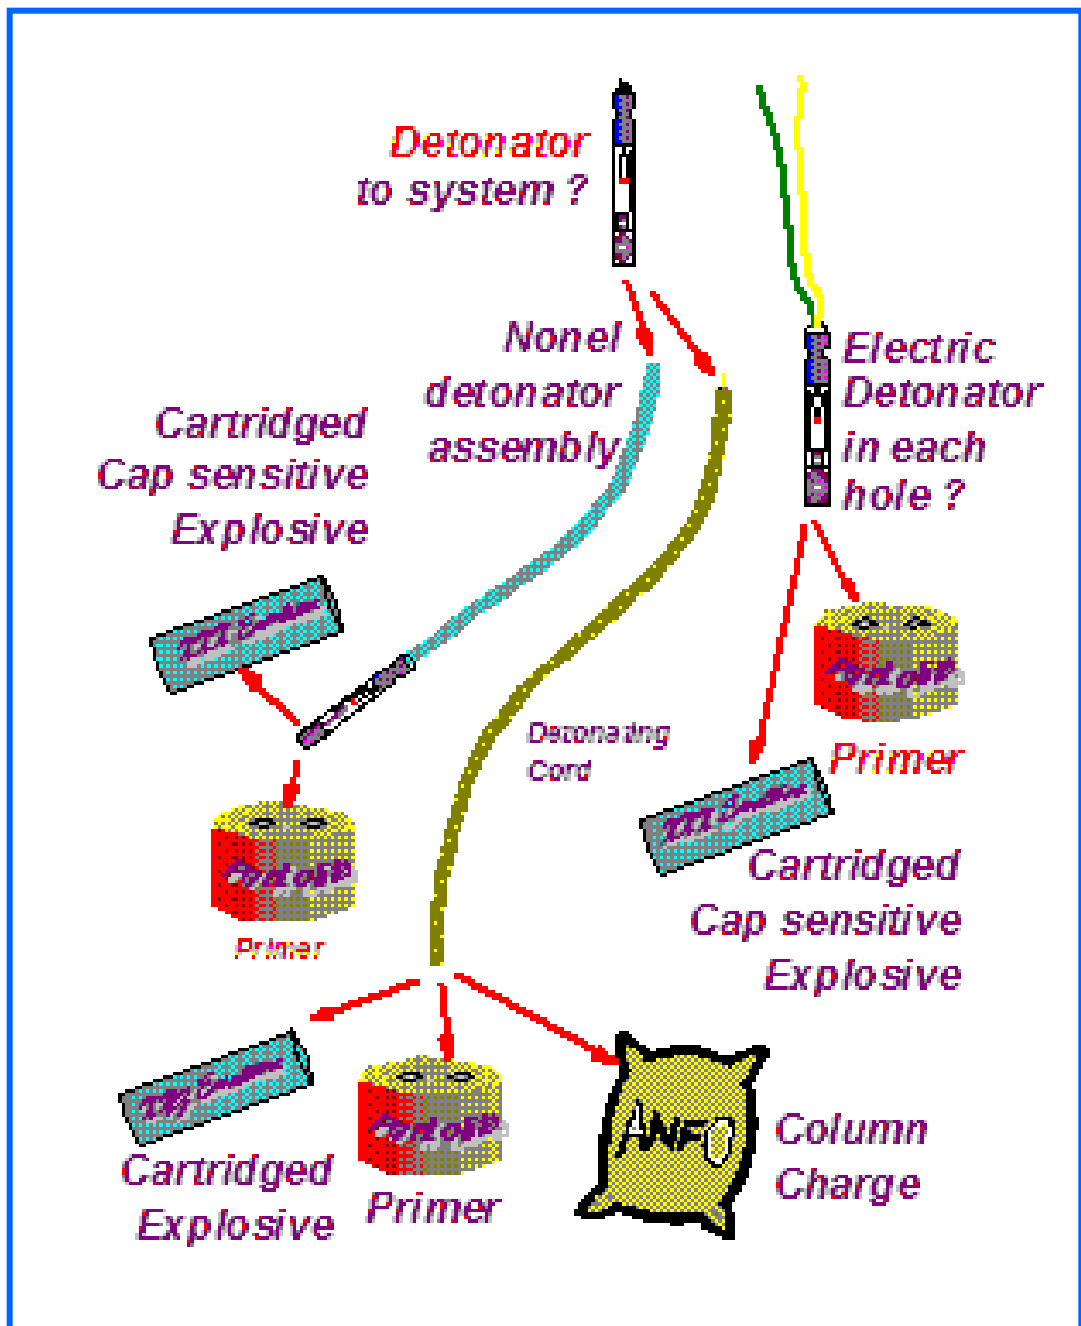 Detonator
to system ?
Nonel
detonator
assembly
Electric
Detonator
in each
hole ?
Cartridged
Cap sensitive
Explosive
Primer
Detonating
Cord
Primer
Cartridged
Cap sensitive
Explosive
Cartridged
Explosive
Primer
ANFO
Column
Charge